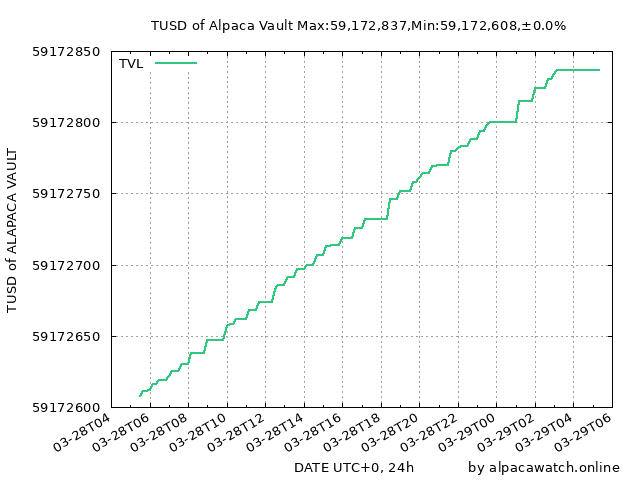 TUSD of Alpaca Vault Max:59,172,837,Min:59,172,608,±0.0%
TVL
59172850
59172800
59172750
59172700
59172650
59172600
TUSD of ALAPACA VAULT
03-28T04
03-28T06
03-28T08
03-28T10
03-28T12
03-28T14
03-28T16
03-28T18
03-28T20
03-28T22
03-29T00
03-29T02
03-29T04
03-29T06
DATE UTC+0, 24h
by alpacawatch.online